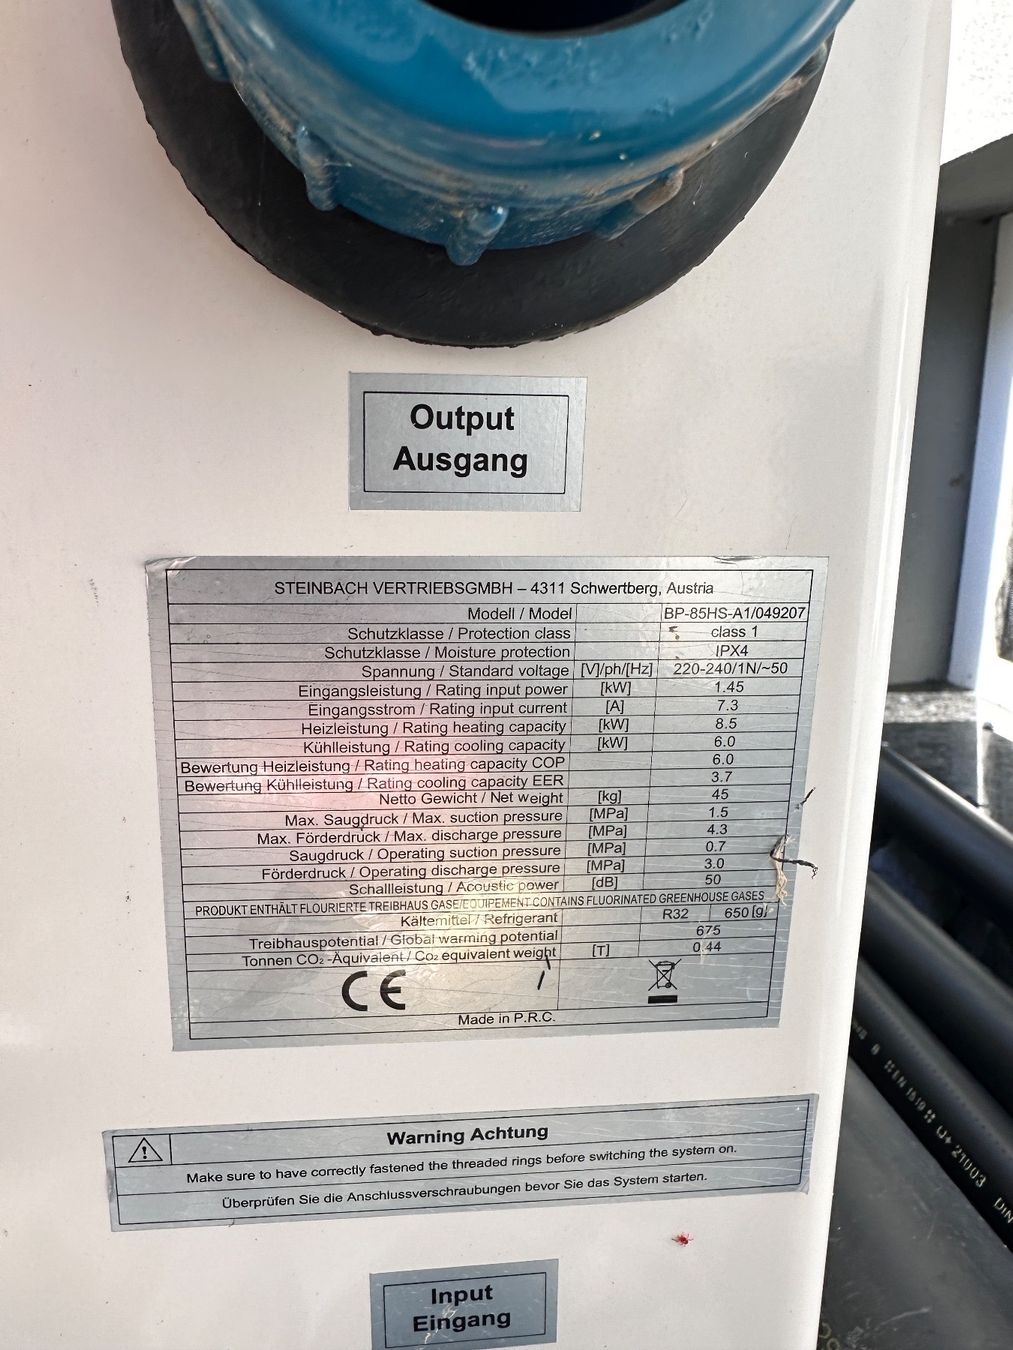 Output
Ausgang
STEINBACH VERTRIEBSGMBH – 4311 Schwertberg, Austria
Modell / Model BP-85HS-A1/049207
Schutzklasse / Protection class class 1
Schutzklasse / Moisture protection IPX4
Spannung / Standard voltage [V]/ph/[Hz] 220-240/1N/~50
Eingangsleistung / Rating input power [kW] 1.45
Eingangsstrom / Rating input current [A] 7.3
Heizleistung / Rating heating capacity [kW] 8.5
Kühlleistung / Rating cooling capacity [kW] 6.0
Bewertung Heizleistung / Rating heating capacity COP 6.0
Bewertung Kühlleistung / Rating cooling capacity EER 3.7
Netto Gewicht / Net weight [kg] 45
Max. Saugdruck / Max. suction pressure [MPa] 1.5
Max. Förderdruck / Max. discharge pressure [MPa] 4.3
Saugdruck / Operating suction pressure [MPa] 0.7
Förderdruck / Operating discharge pressure [MPa] 3.0
Schallleistung / Acoustic power [dB] 50
PRODUKT ENTHÄLT FLOURIERTE TREIBHAUS GASE/EQUIPEMENT CONTAINS FLUORINATED GREENHOUSE GASES
Kältemittel / Refrigerant R32 650 [g]
Treibhauspotential / Global warming potential 675
Tonnen CO₂ -Äquivalent / Co₂ equivalent weight [T] 0.44
CE
Made in P.R.C.
Warning Achtung
Make sure to have correctly fastened the threaded rings before switching the system on.
Überprüfen Sie die Anschlussverschraubungen bevor Sie das System starten.
Input
Eingang
8 ⁙EN 1519⁙ U+ 21003 DIN